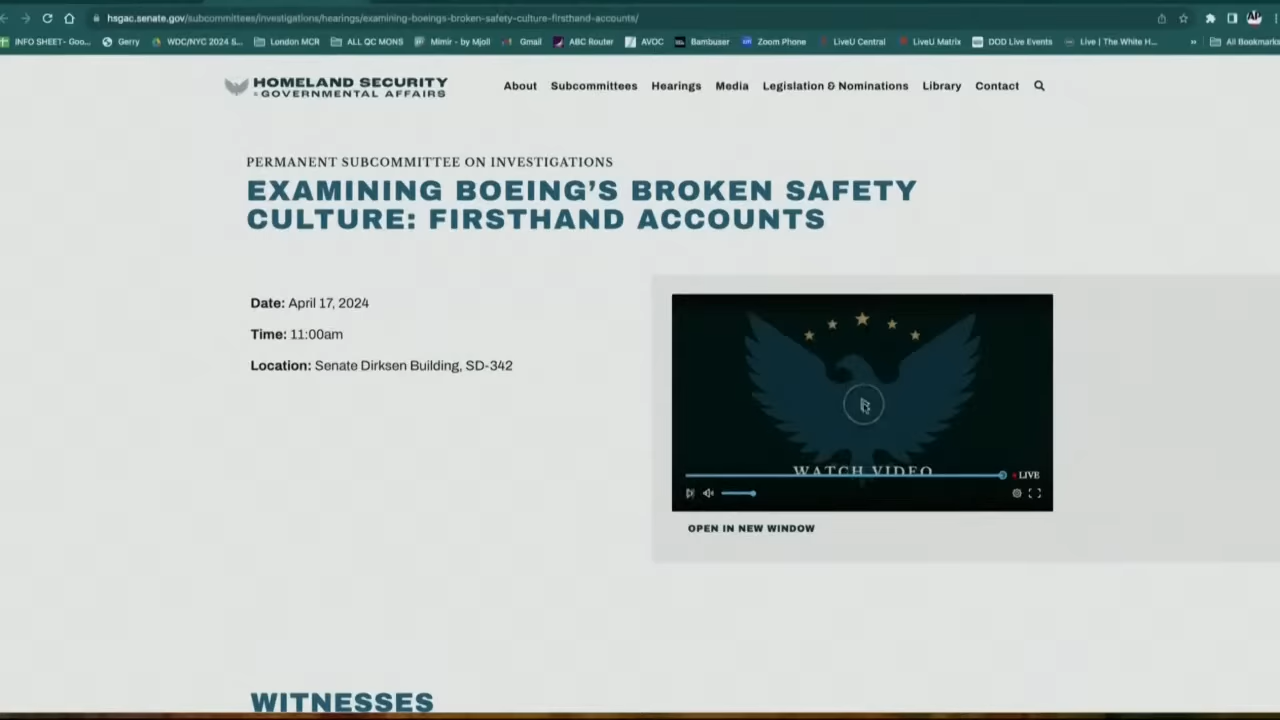 hsgac.senate.gov/subcommittees/investigations/hearings/examining-boeings-broken-safety-culture-firsthand-accounts/
INFO SHEET- Goo... Gerry WDC/NYC 2024 S... London MCR ALL QC MONS Mimir - by Mjoll Gmail ABC Router AVOC Bambuser Zoom Phone LiveU Central LiveU Matrix DOD Live Events Live | The White H... » All Bookmarks
HOMELAND SECURITY
& GOVERNMENTAL AFFAIRS
About Subcommittees Hearings Media Legislation & Nominations Library Contact
PERMANENT SUBCOMMITTEE ON INVESTIGATIONS
EXAMINING BOEING’S BROKEN SAFETY
CULTURE: FIRSTHAND ACCOUNTS
Date: April 17, 2024
Time: 11:00am
Location: Senate Dirksen Building, SD-342
WATCH VIDEO
LIVE
OPEN IN NEW WINDOW
WITNESSES